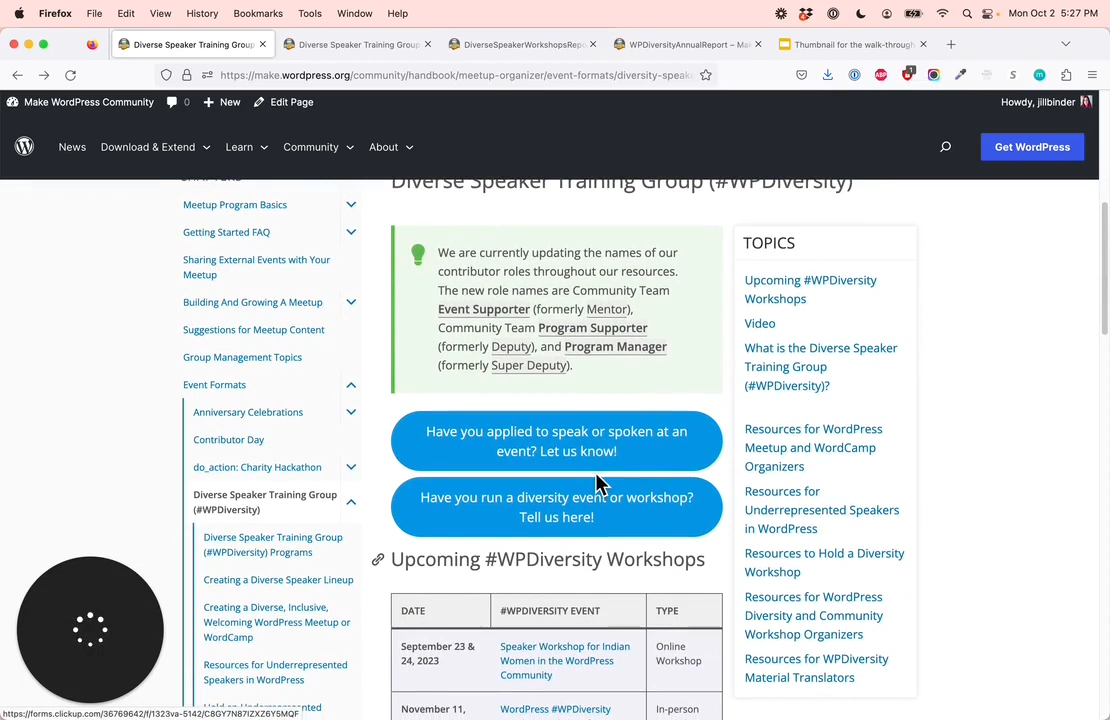 Firefox File Edit View History Bookmarks Tools Window Help Mon Oct 2 5:27 PM
Diverse Speaker Training Group Diverse Speaker Training Group DiverseSpeakerWorkshopsRepo WPDiversityAnnualReport – Mak Thumbnail for the walk-through
https://make.wordpress.org/community/handbook/meetup-organizer/event-formats/diversity-speake
Make WordPress Community 0 New Edit Page Howdy, jillbinder
News Download & Extend Learn Community About Get WordPress
Diverse Speaker Training Group (#WPDiversity)
Meetup Program Basics
Getting Started FAQ
Sharing External Events with Your
Meetup
Building And Growing A Meetup
Suggestions for Meetup Content
Group Management Topics
Event Formats
Anniversary Celebrations
Contributor Day
do_action: Charity Hackathon
Diverse Speaker Training Group
(#WPDiversity)
Diverse Speaker Training Group
(#WPDiversity) Programs
Creating a Diverse Speaker Lineup
Creating a Diverse, Inclusive,
Welcoming WordPress Meetup or
WordCamp
Resources for Underrepresented
Speakers in WordPress
We are currently updating the names of our
contributor roles throughout our resources.
The new role names are Community Team
Event Supporter (formerly Mentor),
Community Team Program Supporter
(formerly Deputy), and Program Manager
(formerly Super Deputy).
Have you applied to speak or spoken at an
event? Let us know!
Have you run a diversity event or workshop?
Tell us here!
Upcoming #WPDiversity Workshops
DATE #WPDIVERSITY EVENT TYPE
September 23 &
24, 2023
Speaker Workshop for Indian
Women in the WordPress
Community
Online
Workshop
November 11,
WordPress #WPDiversity
In-person
TOPICS
Upcoming #WPDiversity
Workshops
Video
What is the Diverse Speaker
Training Group
(#WPDiversity)?
Resources for WordPress
Meetup and WordCamp
Organizers
Resources for
Underrepresented Speakers
in WordPress
Resources to Hold a Diversity
Workshop
Resources for WordPress
Diversity and Community
Workshop Organizers
Resources for WPDiversity
Material Translators
https://forms.clickup.com/36769642/f/1323va-5142/C8GY7N87IZXZ6Y5MQF